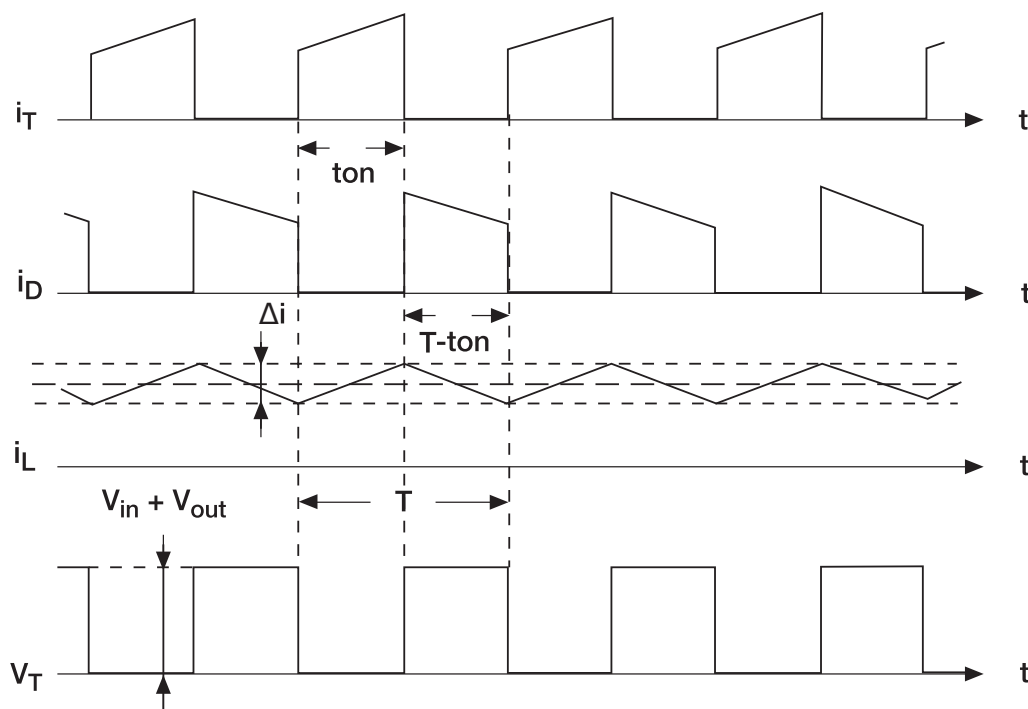 i_T t
ton
i_D t
Δi
T-ton
i_L t
V_in + V_out
T
V_T t